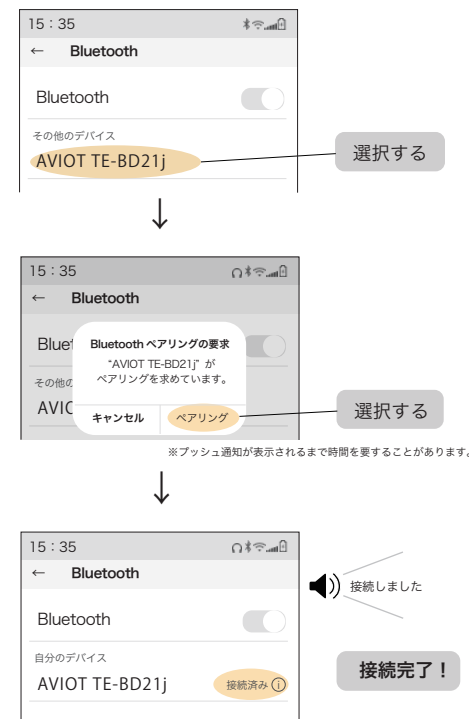 15：35
← Bluetooth
Bluetooth
その他のデバイス
AVIOT TE-BD21j
選択する
↓
15：35
← Bluetooth
Bluet
Bluetooth ペアリングの要求
“AVIOT TE-BD21j” が
ペアリングを求めています。
その他の
AVIO
キャンセル ペアリング
選択する
※プッシュ通知が表示されるまで時間を要することがあります。
↓
15：35
← Bluetooth
接続しました
Bluetooth
自分のデバイス
AVIOT TE-BD21j 接続済み
接続完了！